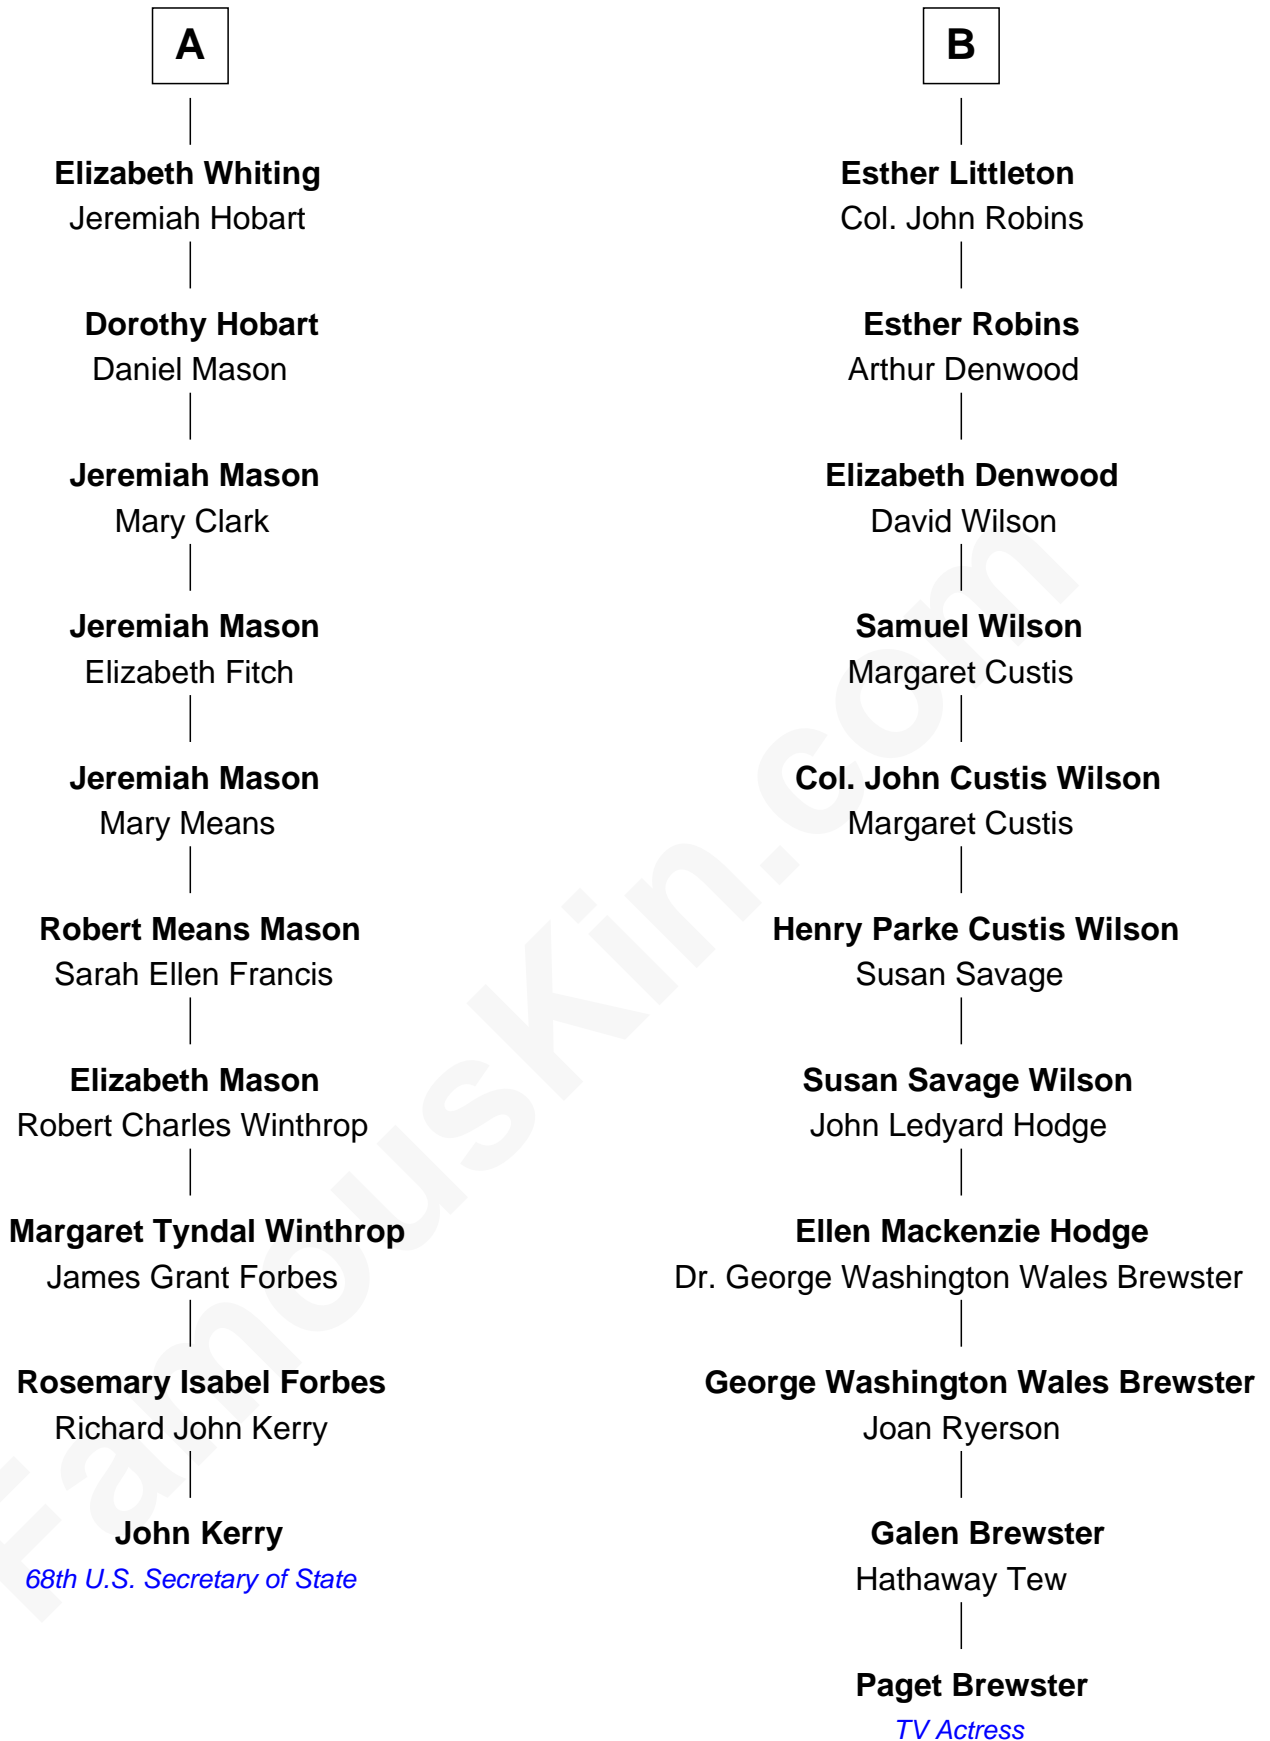 A
Elizabeth Whiting
Jeremiah Hobart
Dorothy Hobart
Daniel Mason
Jeremiah Mason
Mary Clark
Jeremiah Mason
Elizabeth Fitch
Jeremiah Mason
Mary Means
Robert Means Mason
Sarah Ellen Francis
Elizabeth Mason
Robert Charles Winthrop
Margaret Tyndal Winthrop
James Grant Forbes
Rosemary Isabel Forbes
Richard John Kerry
John Kerry
68th U.S. Secretary of State
B
Esther Littleton
Col. John Robins
Esther Robins
Arthur Denwood
Elizabeth Denwood
David Wilson
Samuel Wilson
Margaret Custis
Col. John Custis Wilson
Margaret Custis
Henry Parke Custis Wilson
Susan Savage
Susan Savage Wilson
John Ledyard Hodge
Ellen Mackenzie Hodge
Dr. George Washington Wales Brewster
George Washington Wales Brewster
Joan Ryerson
Galen Brewster
Hathaway Tew
Paget Brewster
TV Actress
FamousKin.com